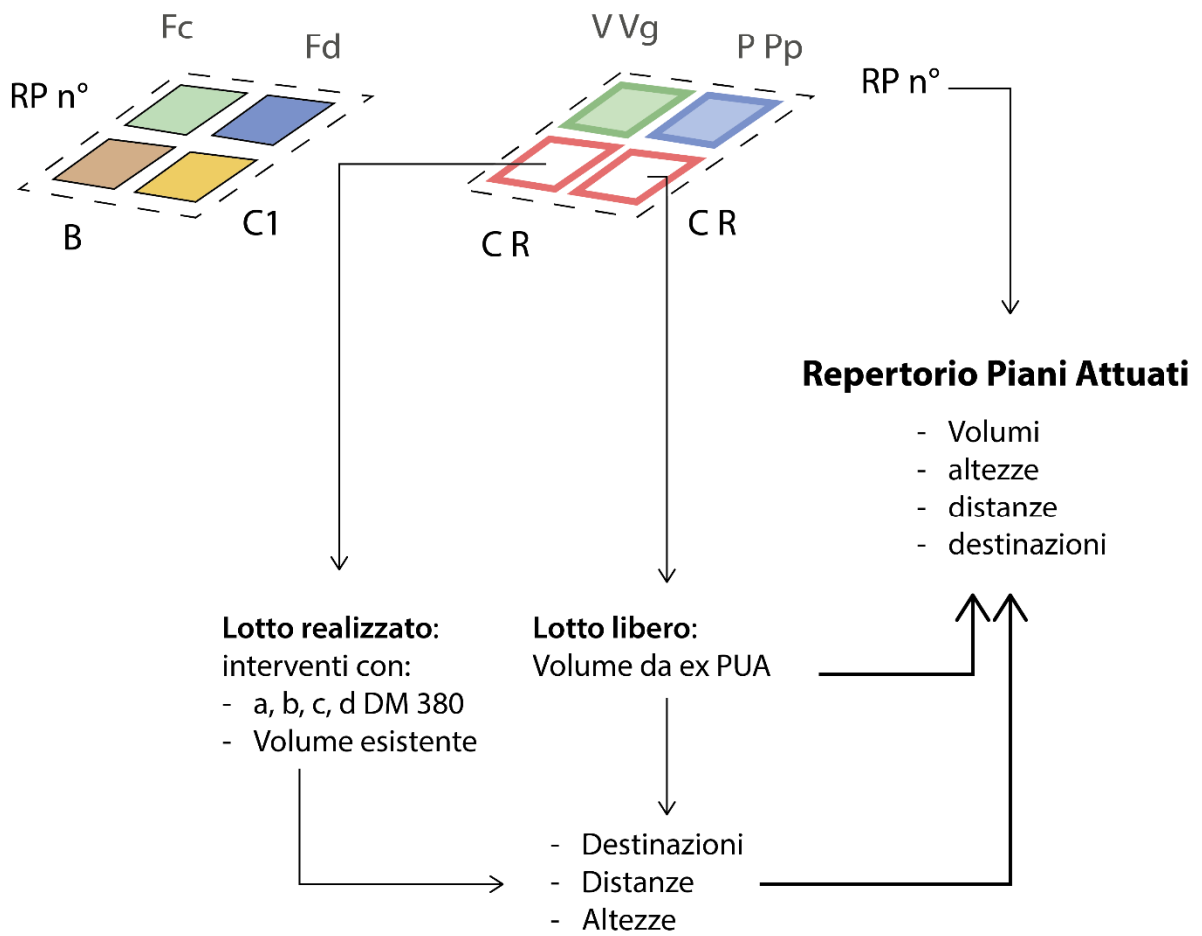 Fc
Fd
V Vg
P Pp
RP n°
RP n°
B
C1
C R
C R
Repertorio Piani Attuati
- Volumi
- altezze
- distanze
- destinazioni
Lotto realizzato:
interventi con:
- a, b, c, d DM 380
- Volume esistente
Lotto libero:
Volume da ex PUA
- Destinazioni
- Distanze
- Altezze